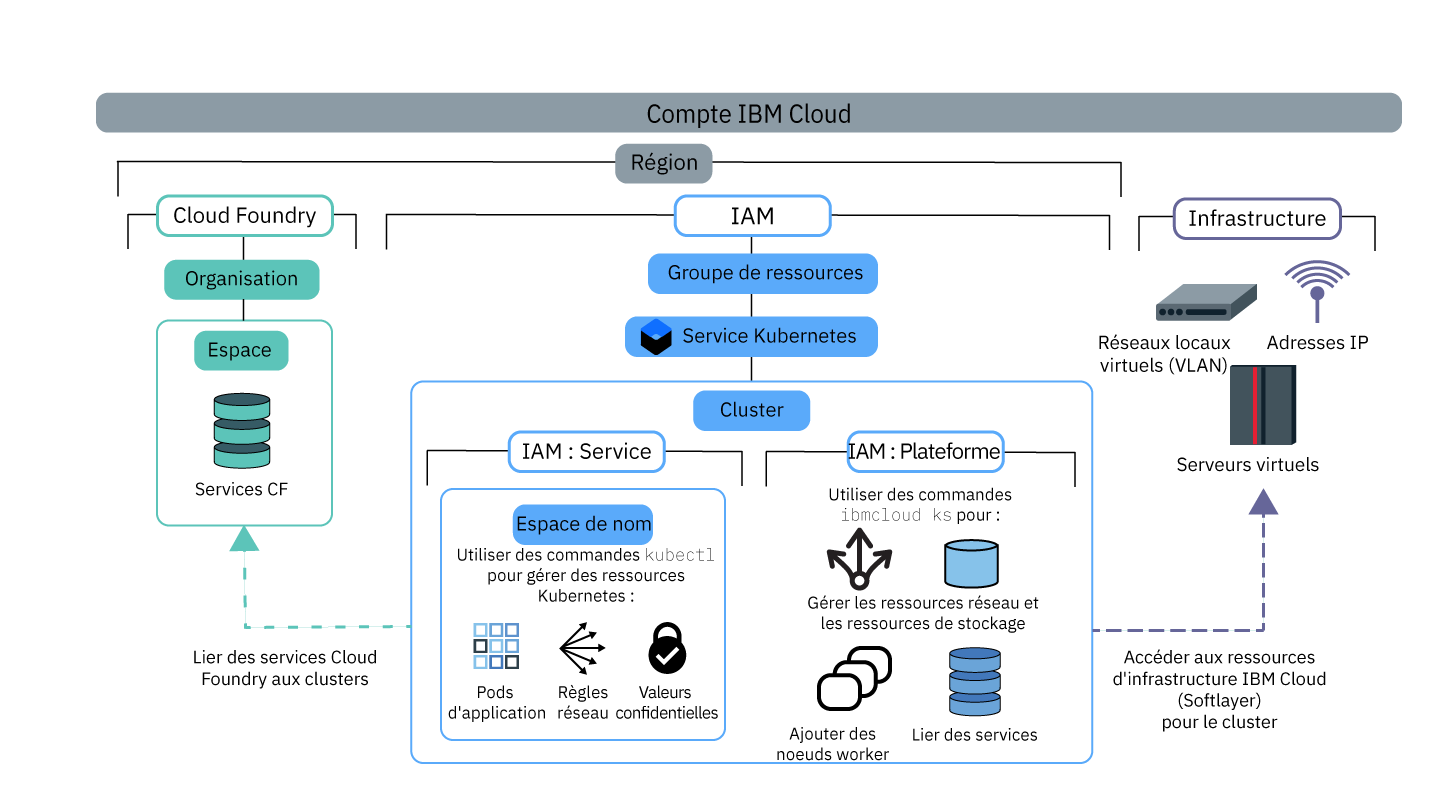 Compte IBM Cloud
Région
Cloud Foundry
IAM
Infrastructure
Organisation
Groupe de ressources
Espace
Service Kubernetes
Réseaux locaux
virtuels (VLAN)
Adresses IP
Services CF
Cluster
IAM : Service
IAM : Plateforme
Serveurs virtuels
Espace de nom
Utiliser des commandes kubectl
pour gérer des ressources
Kubernetes :
Pods
d'application
Règles
réseau
Valeurs
confidentielles
Utiliser des commandes
ibmcloud ks pour :
Gérer les ressources réseau et
les ressources de stockage
Ajouter des
noeuds worker
Lier des services
Lier des services Cloud
Foundry aux clusters
Accéder aux ressources
d'infrastructure IBM Cloud
(Softlayer)
pour le cluster